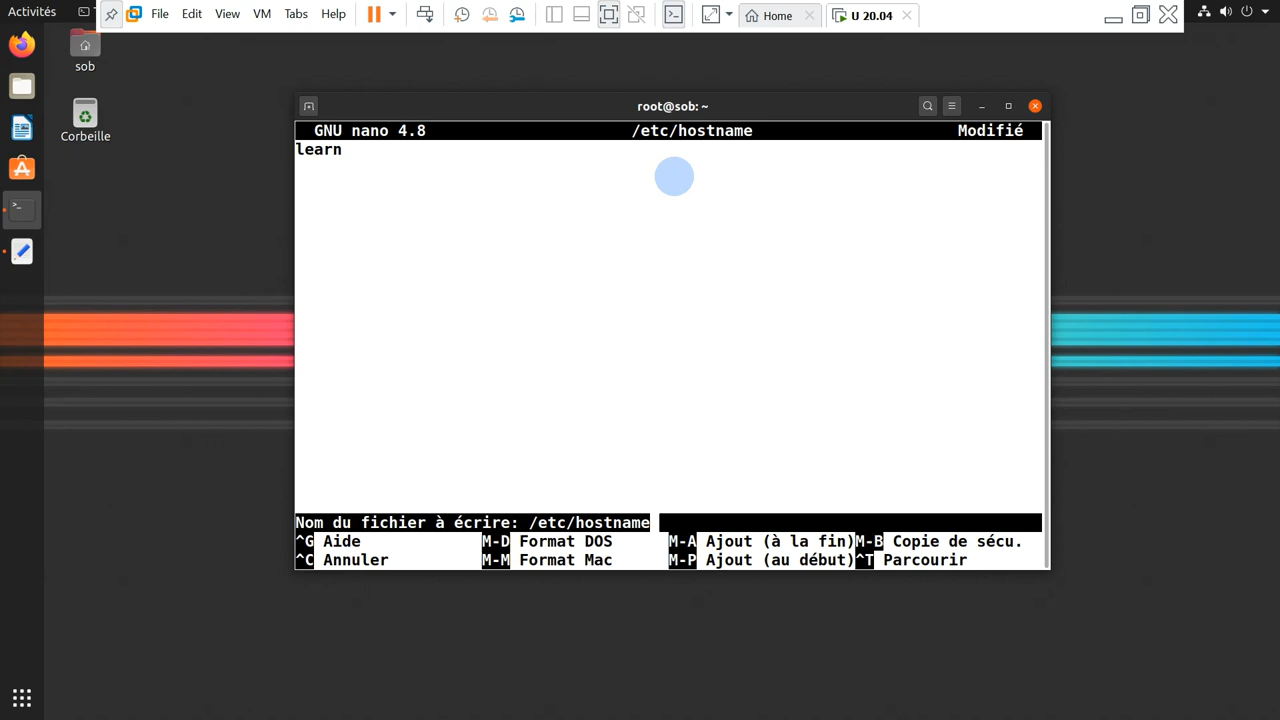 Activités
File Edit View VM Tabs Help
Home
U 20.04
sob
Corbeille
root@sob: ~
GNU nano 4.8 /etc/hostname Modifié
learn
Nom du fichier à écrire: /etc/hostname
^G Aide M-D Format DOS M-A Ajout (à la fin) M-B Copie de sécu.
^C Annuler M-M Format Mac M-P Ajout (au début) ^T Parcourir